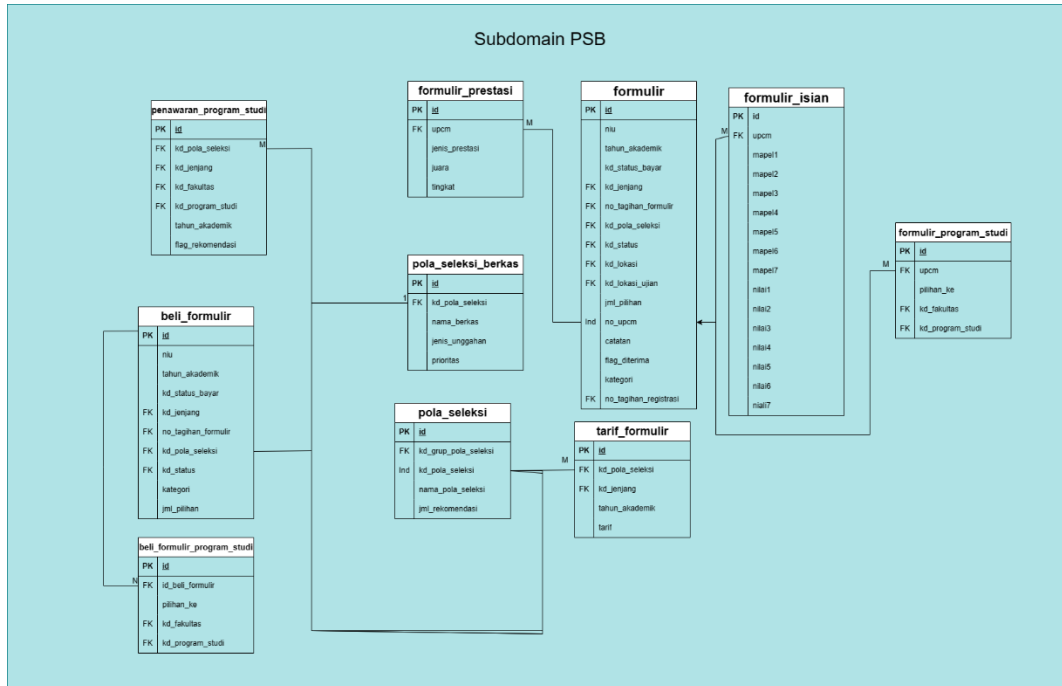 Subdomain PSB
penawaran_program_studi
PK id
FK kd_pola_seleksi
M
FK kd_jenjang
FK kd_fakultas
FK kd_program_studi
tahun_akademik
flag_rekomendasi
formulir_prestasi
PK id
FK upcm
M
jenis_prestasi
juara
tingkat
formulir
PK id
niu
tahun_akademik
kd_status_bayar
FK kd_jenjang
FK no_tagihan_formulir
FK kd_pola_seleksi
FK kd_status
FK kd_lokasi
FK kd_lokasi_ujian
jml_pilihan
Ind no_upcm
catatan
flag_diterima
kategori
FK no_tagihan_registrasi
formulir_isian
PK id
M
FK upcm
mapel1
mapel2
mapel3
mapel4
mapel5
mapel6
mapel7
nilai1
nilai2
nilai3
nilai4
nilai5
nilai6
niali7
formulir_program_studi
PK id
M
FK upcm
pilihan_ke
FK kd_fakultas
FK kd_program_studi
pola_seleksi_berkas
PK id
1
FK kd_pola_seleksi
nama_berkas
jenis_unggahan
prioritas
beli_formulir
PK id
niu
tahun_akademik
kd_status_bayar
FK kd_jenjang
FK no_tagihan_formulir
FK kd_pola_seleksi
FK kd_status
kategori
jml_pilihan
pola_seleksi
PK id
FK kd_grup_pola_seleksi
Ind kd_pola_seleksi
nama_pola_seleksi
jml_rekomendasi
tarif_formulir
PK id
M
FK kd_pola_seleksi
FK kd_jenjang
tahun_akademik
tarif
beli_formulir_program_studi
PK id
N
FK id_beli_formulir
pilihan_ke
FK kd_fakultas
FK kd_program_studi